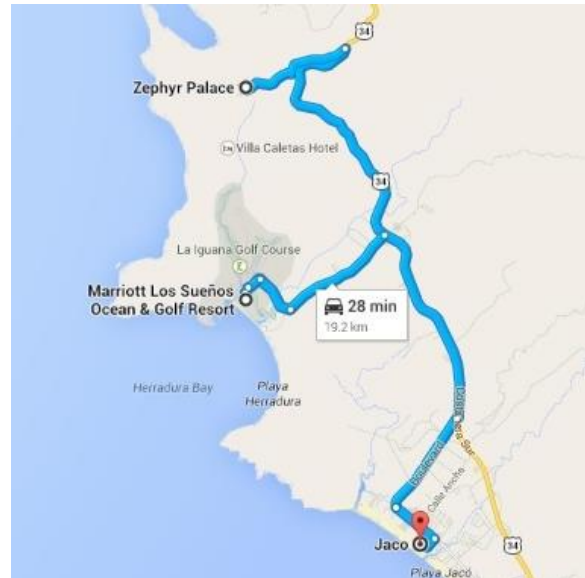 34
Zephyr Palace
Villa Caletas Hotel
34
La Iguana Golf Course
Marriott Los Sueños
Ocean & Golf Resort
28 min
19.2 km
Herradura Bay
Playa
Herradura
Costanera Sur
Boulevard
Calle Ancha
Jaco
34
Playa Jacó